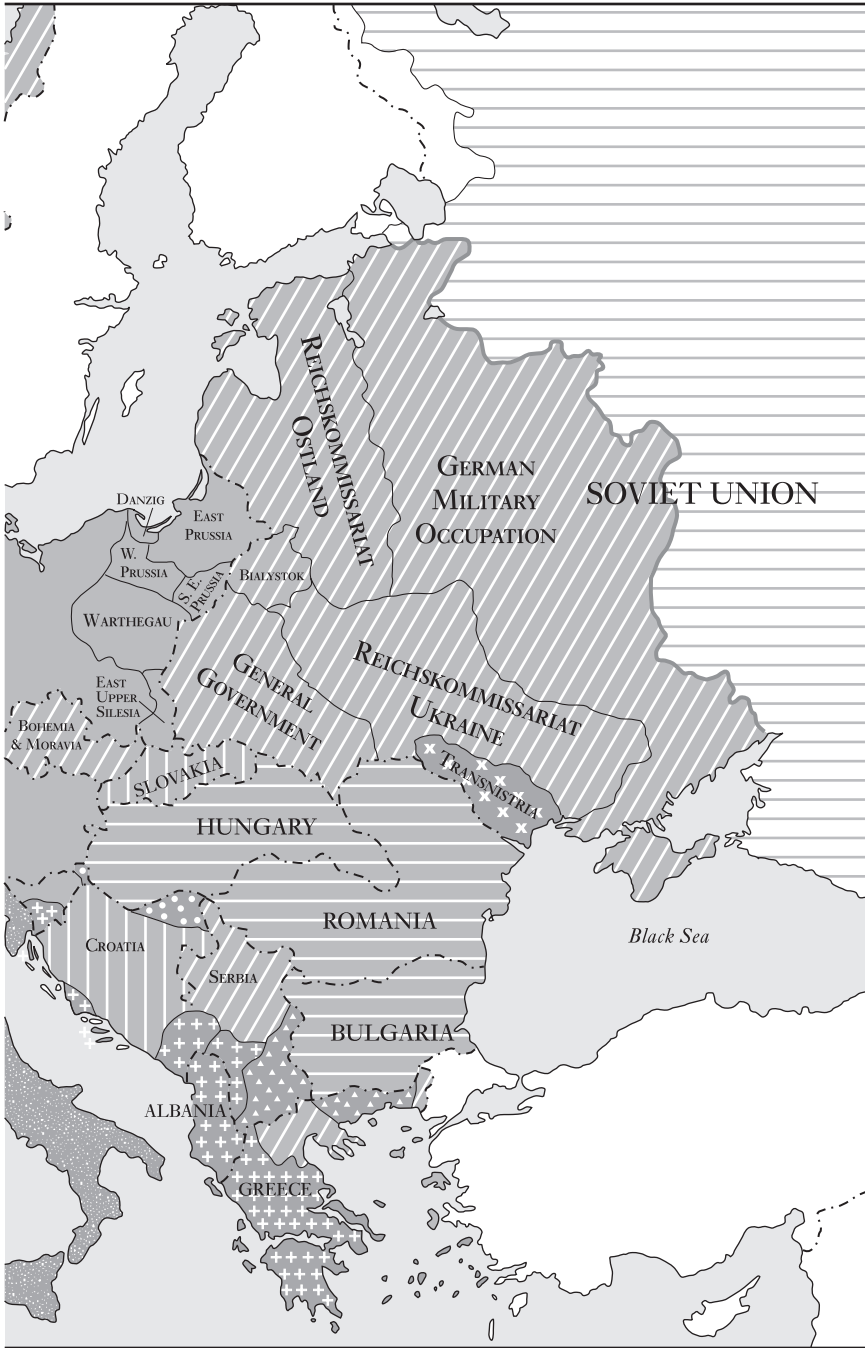 Reichskommissariat
Ostland
German
Military
Occupation
SOVIET UNION
Danzig
East
Prussia
W.
Prussia
S. E.
Prussia
Bialystok
Warthegau
East
Upper
Silesia
General
Government
Reichskommissariat
Ukraine
Bohemia
& Moravia
SLOVAKIA
Transnistria
HUNGARY
ROMANIA
Black Sea
Croatia
Serbia
BULGARIA
ALBANIA
GREECE